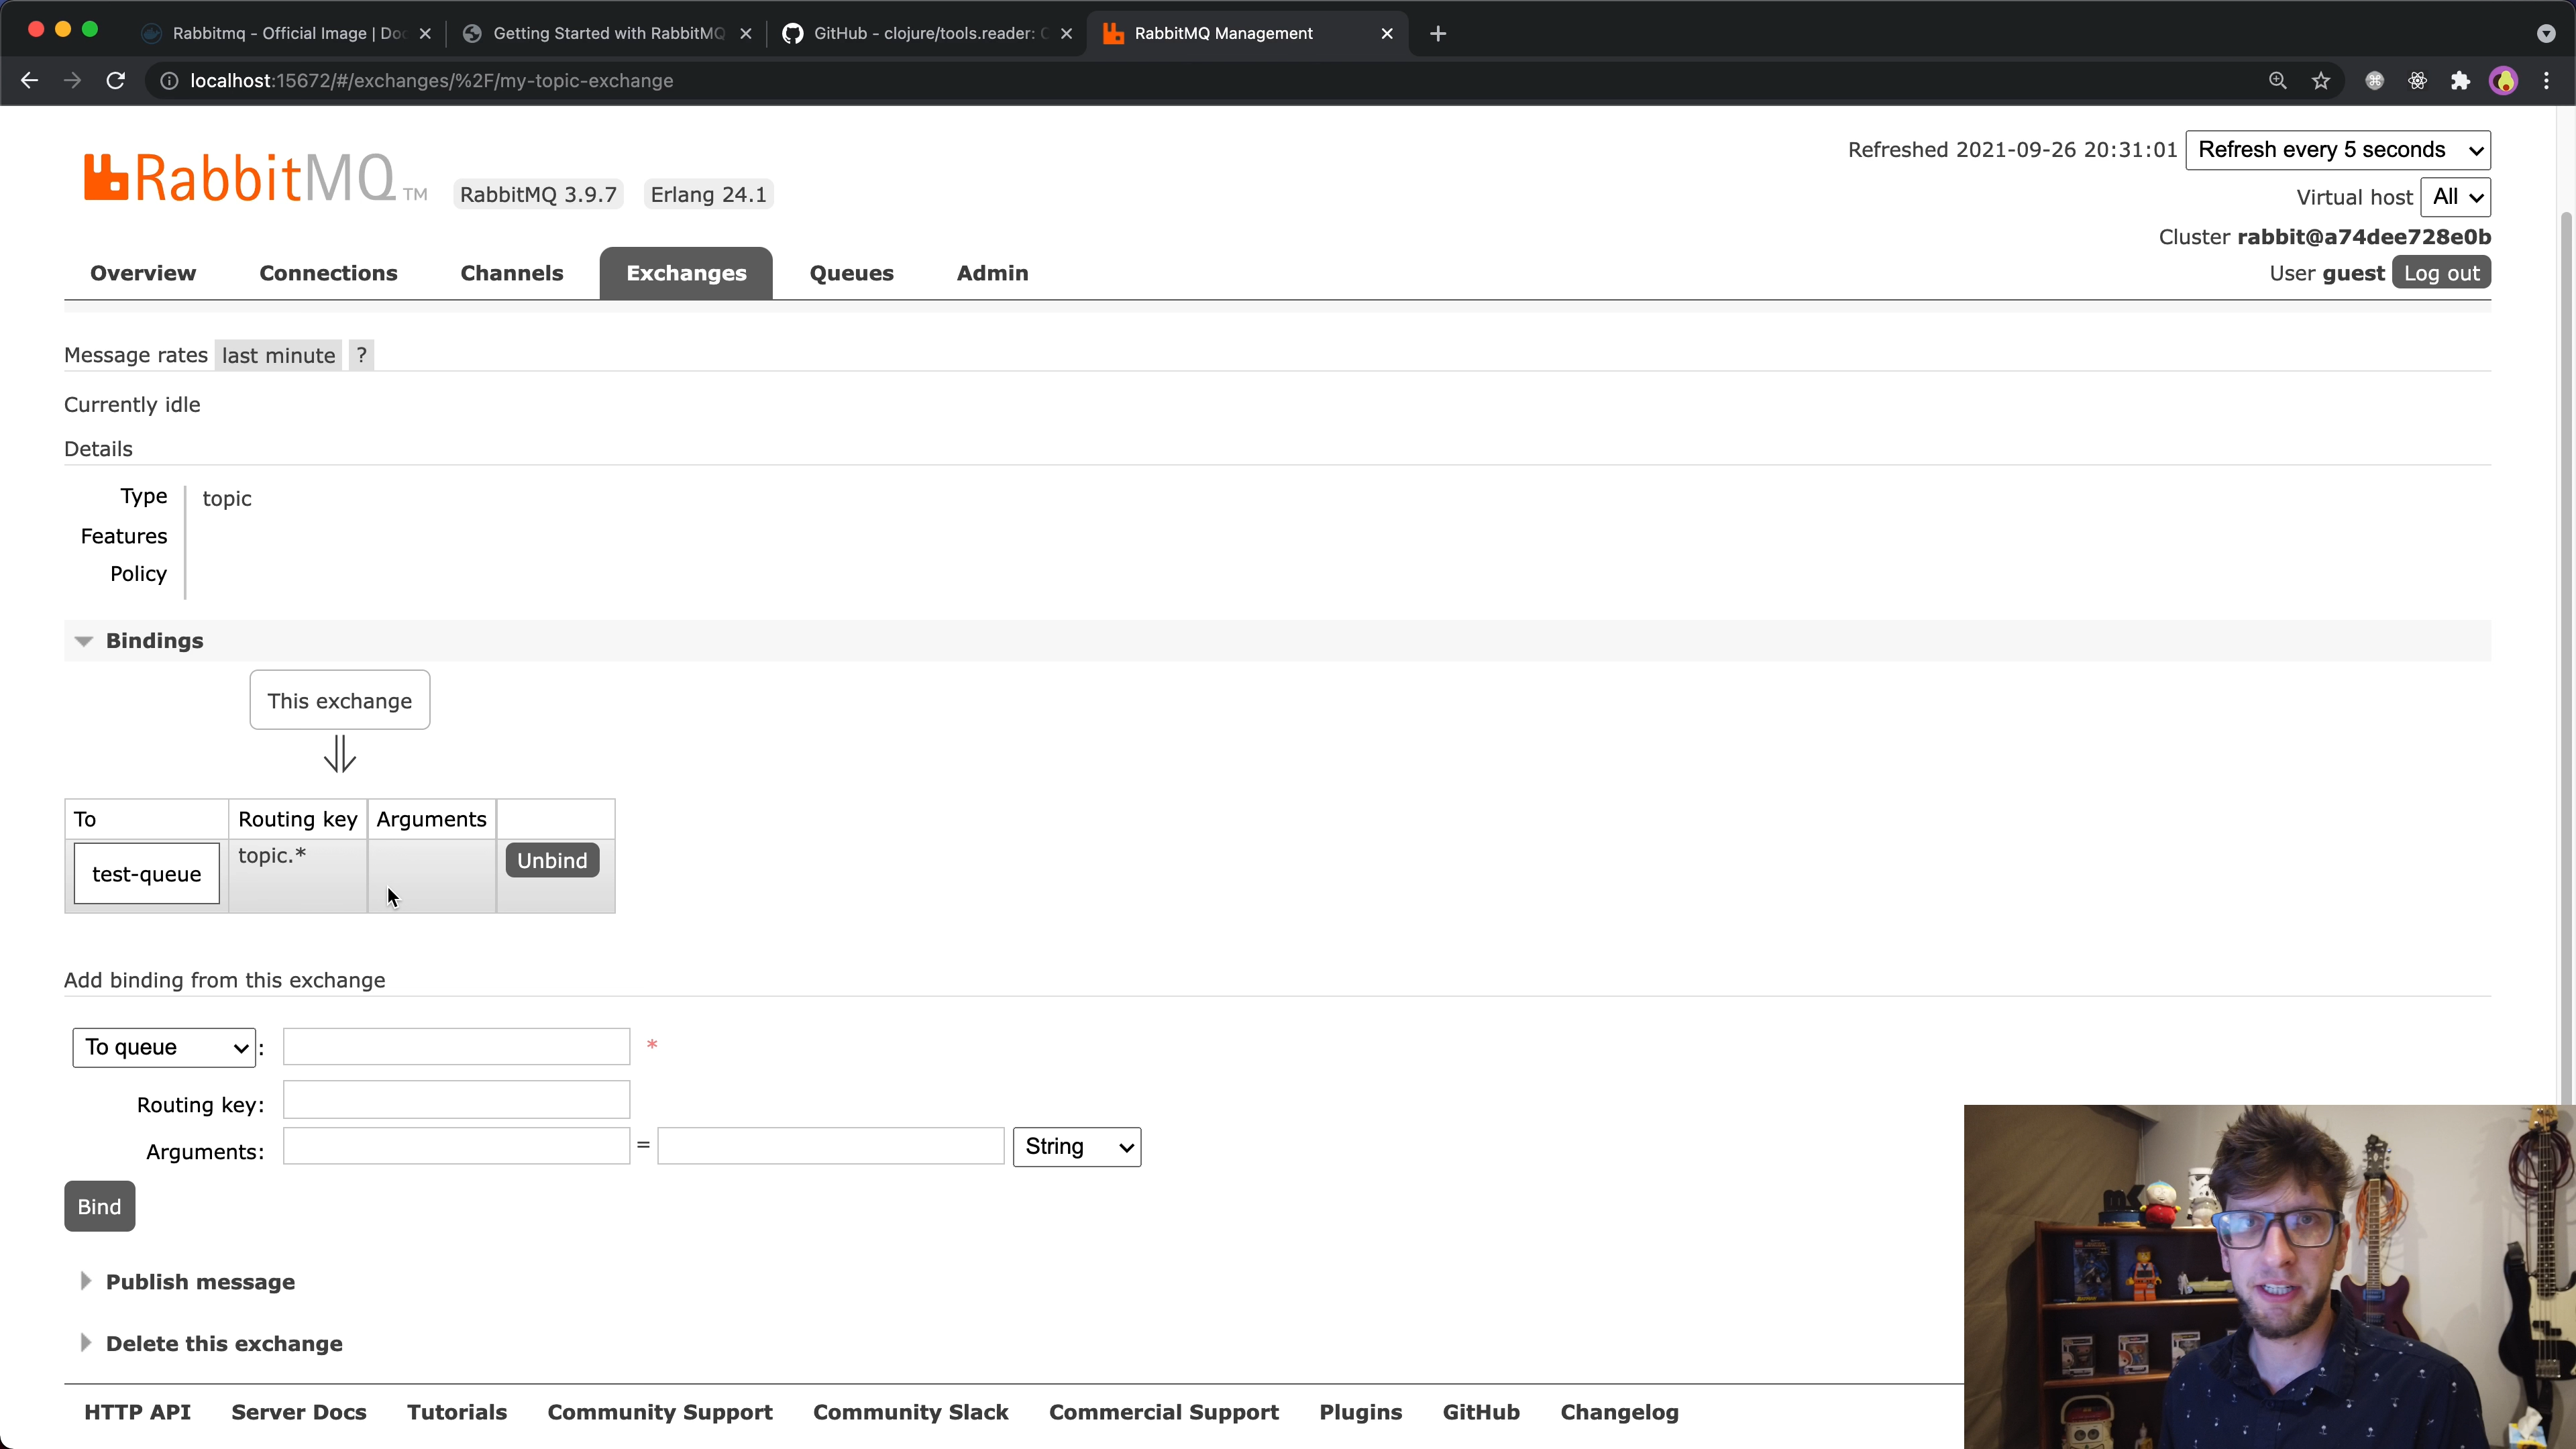 Rabbitmq - Official Image | Doc
Getting Started with RabbitMQ
GitHub - clojure/tools.reader: C
RabbitMQ Management
localhost:15672/#/exchanges/%2F/my-topic-exchange
RabbitMQ TM
RabbitMQ 3.9.7
Erlang 24.1
Refreshed 2021-09-26 20:31:01
Refresh every 5 seconds
Virtual host All
Cluster rabbit@a74dee728e0b
User guest Log out
Overview
Connections
Channels
Exchanges
Queues
Admin
Message rates last minute ?
Currently idle
Details
Type topic
Features
Policy
Bindings
This exchange
⇓
To Routing key Arguments
test-queue topic.* Unbind
Add binding from this exchange
To queue : *
Routing key:
Arguments: = String
Bind
Publish message
Delete this exchange
HTTP API Server Docs Tutorials Community Support Community Slack Commercial Support Plugins GitHub Changelog